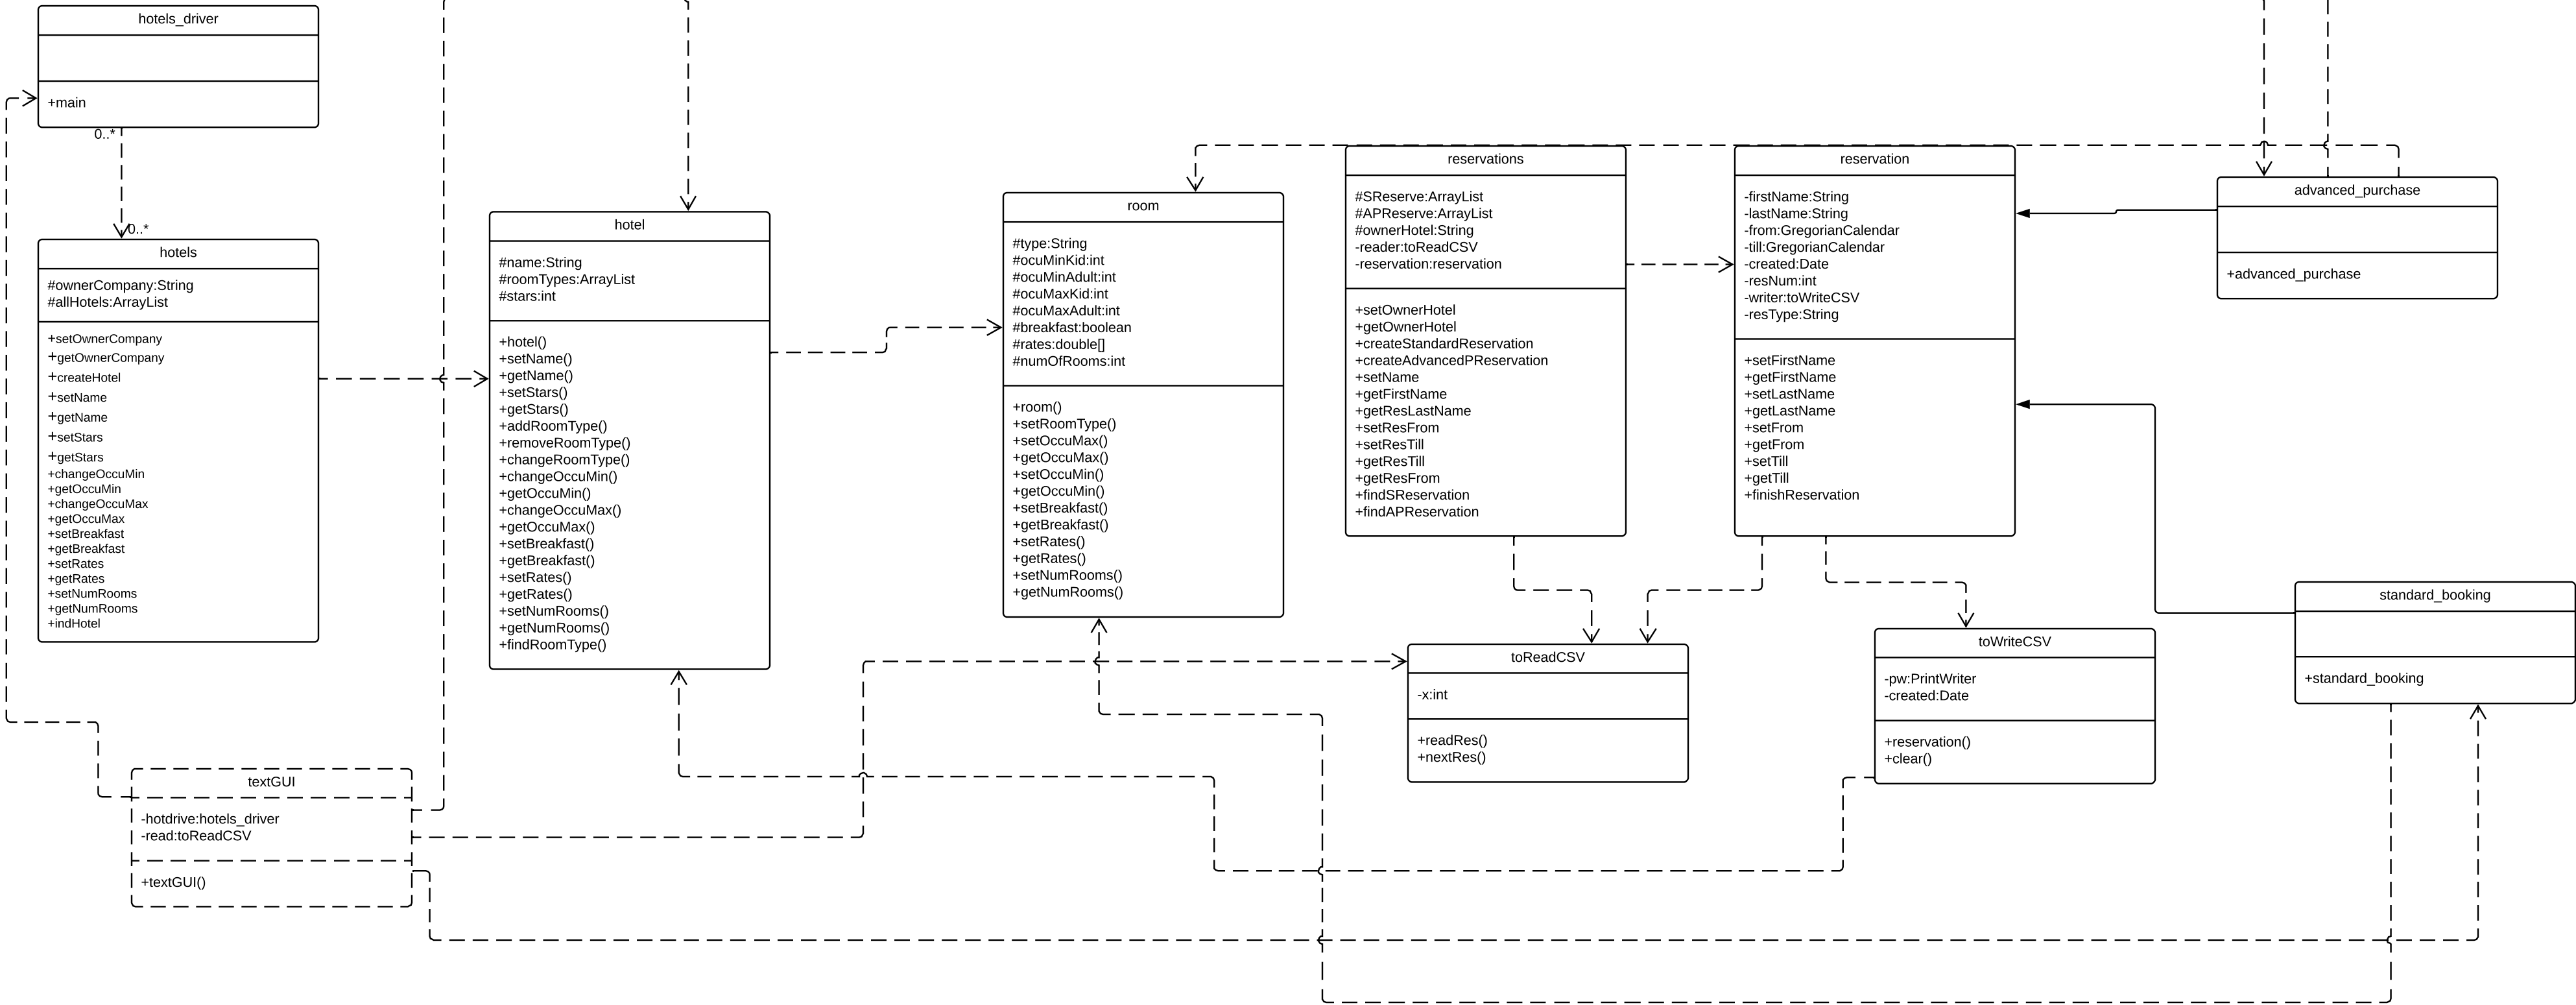 hotels_driver
+main
0..*
0..*
hotels
#ownerCompany:String
#allHotels:ArrayList
+setOwnerCompany
+getOwnerCompany
+createHotel
+setName
+getName
+setStars
+getStars
+changeOccuMin
+getOccuMin
+changeOccuMax
+getOccuMax
+setBreakfast
+getBreakfast
+setRates
+getRates
+setNumRooms
+getNumRooms
+indHotel
textGUI
-hotdrive:hotels_driver
-read:toReadCSV
+textGUI()
hotel
#name:String
#roomTypes:ArrayList
#stars:int
+hotel()
+setName()
+getName()
+setStars()
+getStars()
+addRoomType()
+removeRoomType()
+changeRoomType()
+changeOccuMin()
+getOccuMin()
+changeOccuMax()
+getOccuMax()
+setBreakfast()
+getBreakfast()
+setRates()
+getRates()
+setNumRooms()
+getNumRooms()
+findRoomType()
room
#type:String
#ocuMinKid:int
#ocuMinAdult:int
#ocuMaxKid:int
#ocuMaxAdult:int
#breakfast:boolean
#rates:double[]
#numOfRooms:int
+room()
+setRoomType()
+setOccuMax()
+getOccuMax()
+setOccuMin()
+getOccuMin()
+setBreakfast()
+getBreakfast()
+setRates()
+getRates()
+setNumRooms()
+getNumRooms()
reservations
#SReserve:ArrayList
#APReserve:ArrayList
#ownerHotel:String
-reader:toReadCSV
-reservation:reservation
+setOwnerHotel
+getOwnerHotel
+createStandardReservation
+createAdvancedPReservation
+setName
+getFirstName
+getResLastName
+setResFrom
+setResTill
+getResTill
+getResFrom
+findSReservation
+findAPReservation
reservation
-firstName:String
-lastName:String
-from:GregorianCalendar
-till:GregorianCalendar
-created:Date
-resNum:int
-writer:toWriteCSV
-resType:String
+setFirstName
+getFirstName
+setLastName
+getLastName
+setFrom
+getFrom
+setTill
+getTill
+finishReservation
toReadCSV
-x:int
+readRes()
+nextRes()
toWriteCSV
-pw:PrintWriter
-created:Date
+reservation()
+clear()
advanced_purchase
+advanced_purchase
standard_booking
+standard_booking